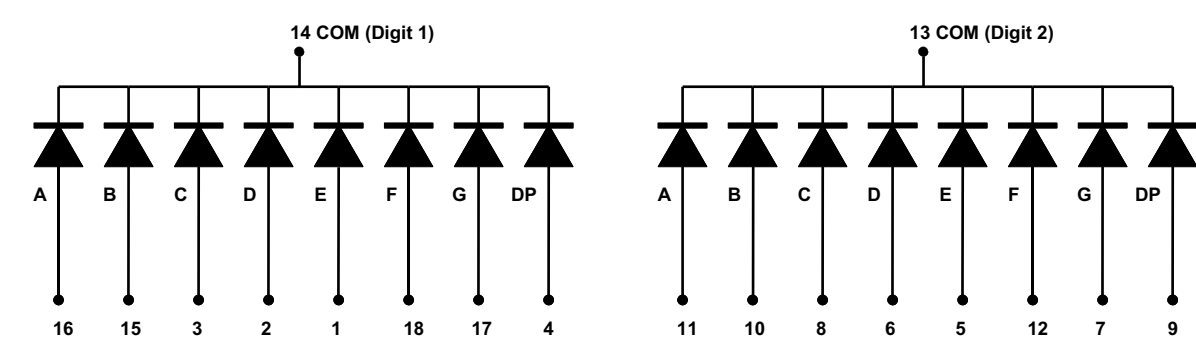 14 COM (Digit 1)
A B C D E F G DP
16 15 3 2 1 18 17 4
13 COM (Digit 2)
A B C D E F G DP
11 10 8 6 5 12 7 9